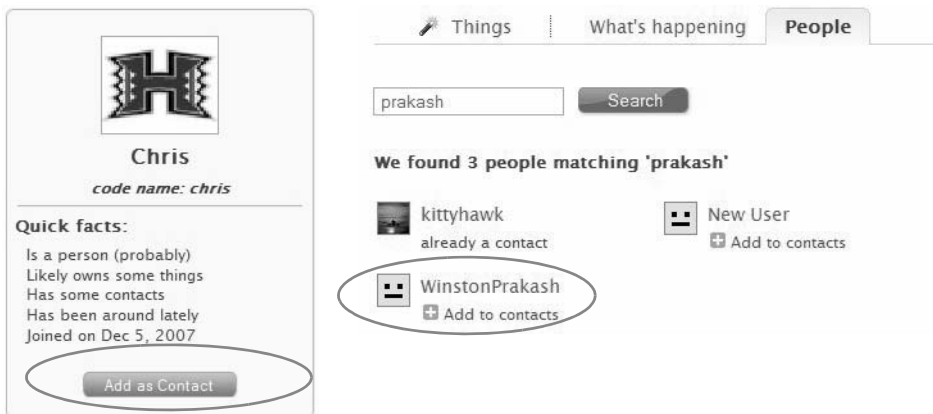 H
Chris
code name: chris
Quick facts:
Is a person (probably)
Likely owns some things
Has some contacts
Has been around lately
Joined on Dec 5, 2007
Add as Contact
Things What's happening People
prakash Search
We found 3 people matching 'prakash'
kittyhawk
already a contact
New User
Add to contacts
WinstonPrakash
Add to contacts